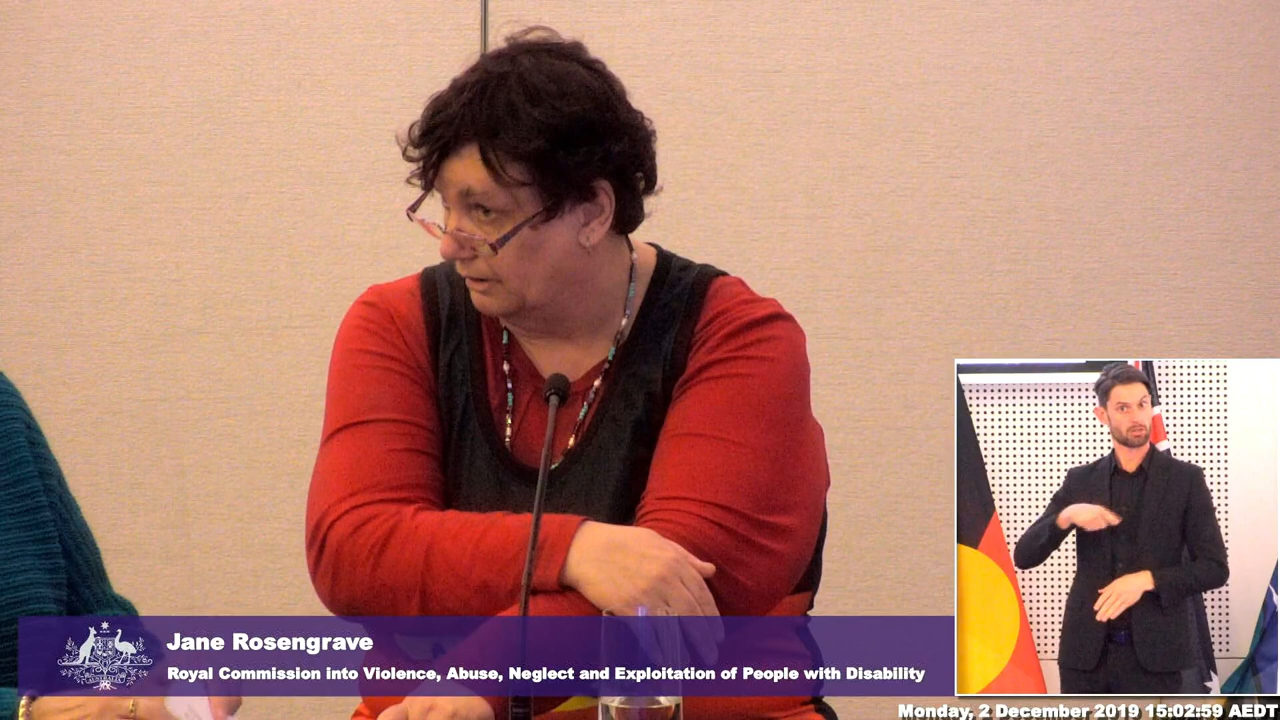 Jane Rosengrave
Royal Commission into Violence, Abuse, Neglect and Exploitation of People with Disability
Monday, 2 December 2019 15:02:59 AEDT